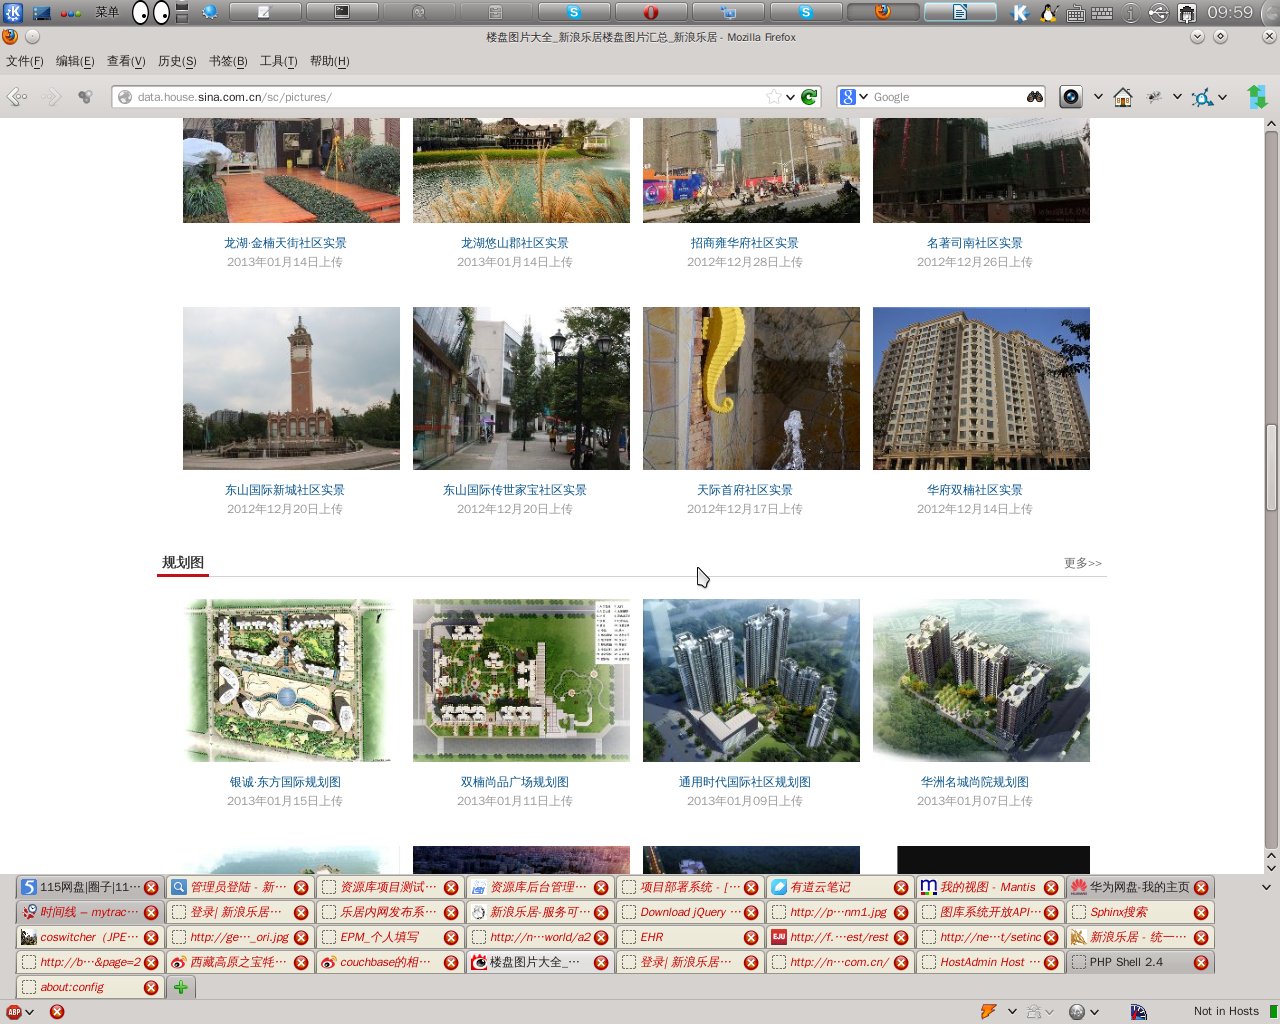 菜单
09:59
楼盘图片大全_新浪乐居楼盘图片汇总_新浪乐居 - Mozilla Firefox
文件(F) 编辑(E) 查看(V) 历史(S) 书签(B) 工具(T) 帮助(H)
data.house.sina.com.cn/sc/pictures/
Google
龙湖·金楠天街社区实景 龙湖悠山郡社区实景 招商雍华府社区实景 名著司南社区实景
2013年01月14日上传 2013年01月14日上传 2012年12月28日上传 2012年12月26日上传
东山国际新城社区实景 东山国际传世家宝社区实景 天际首府社区实景 华府双楠社区实景
2012年12月20日上传 2012年12月20日上传 2012年12月17日上传 2012年12月14日上传
规划图 更多>>
银诚·东方国际规划图 双楠尚品广场规划图 通用时代国际社区规划图 华洲名城尚院规划图
2013年01月15日上传 2013年01月11日上传 2013年01月09日上传 2013年01月07日上传
115网盘|圈子|11… 管理员登陆 - 新… 资源库项目测试… 资源库后台管理… 项目部署系统 - [… 有道云笔记 我的视图 - Mantis 华为网盘-我的主页
时间线 – mytrac… 登录| 新浪乐居… 乐居内网发布系… 新浪乐居-服务可… Download jQuery … http://p…nm1.jpg 图库系统开放API… Sphinx搜索
coswitcher（JPE… http://ge…_ori.jpg EPM_个人填写 http://n…world/a2 EHR http://f.…est/rest http://ne…t/setinc 新浪乐居 - 统一…
http://b…&page=2 西藏高原之宝牦… couchbase的相… 楼盘图片大全_… 登录| 新浪乐居… http://n…com.cn/ HostAdmin Host … PHP Shell 2.4
about:config
ABP
Not in Hosts